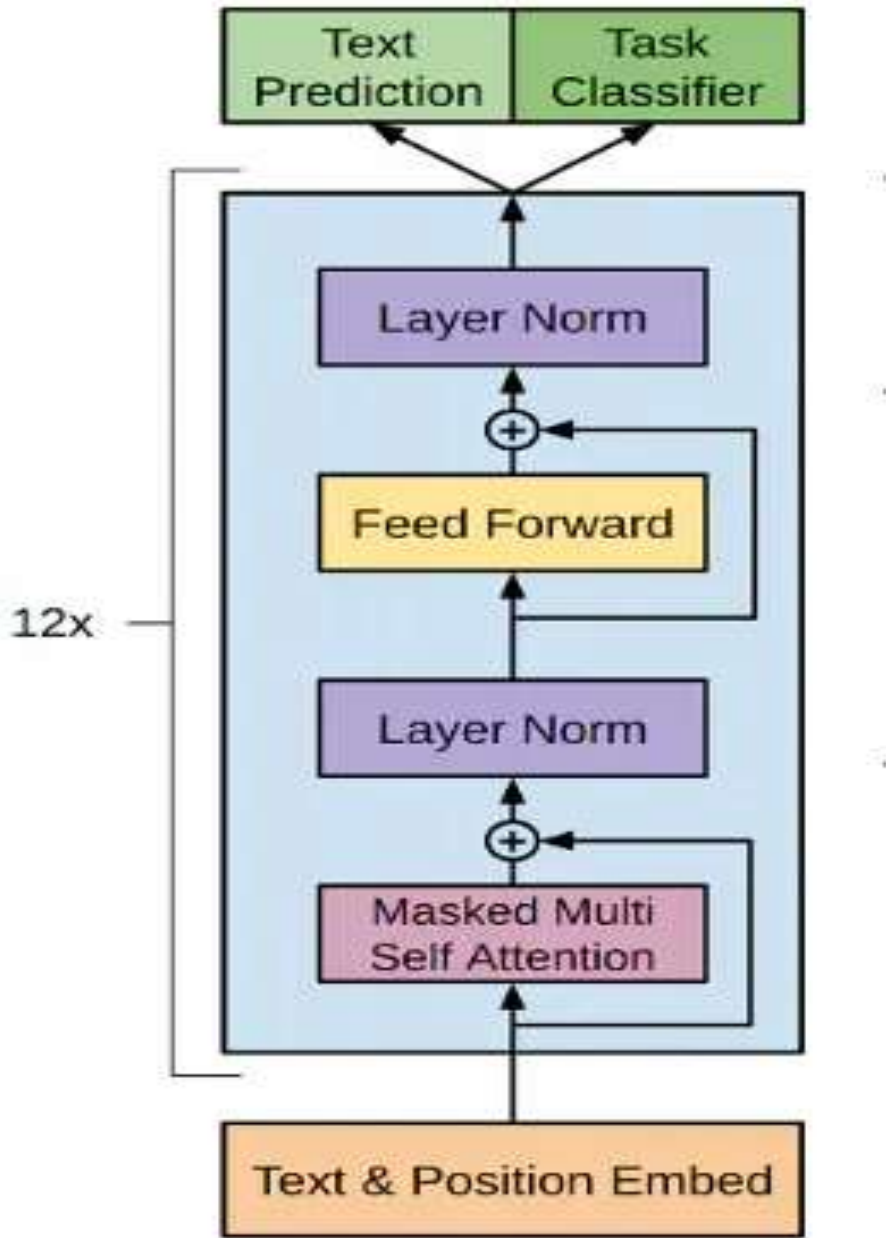 Text
Prediction
Task
Classifier
Layer Norm
Feed Forward
12x
Layer Norm
Masked Multi
Self Attention
Text & Position Embed